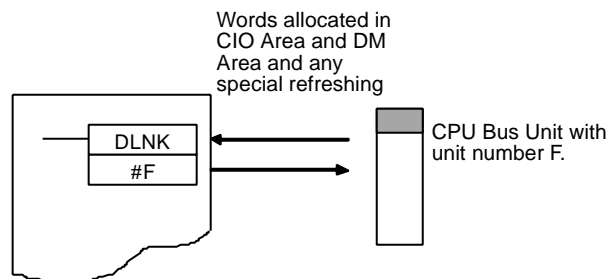 Words allocated in
CIO Area and DM
Area and any
special refreshing
DLNK
#F
CPU Bus Unit with
unit number F.